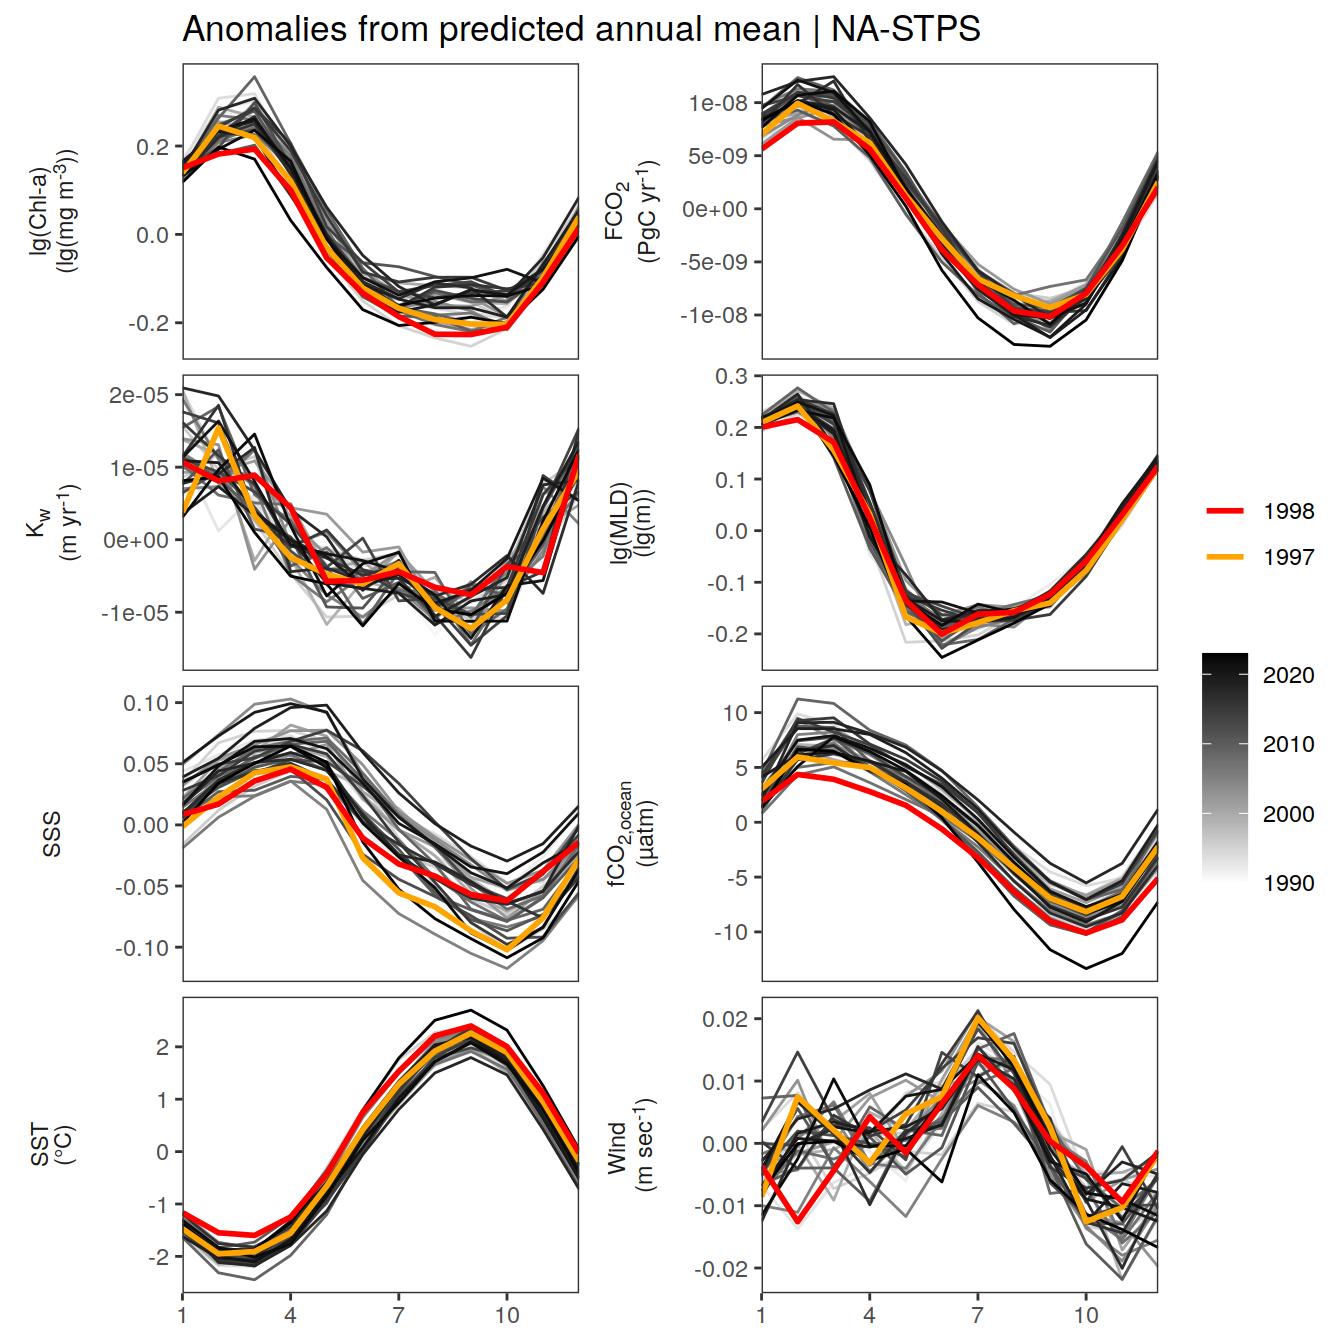 Anomalies from predicted annual mean | NA-STPS
lg(Chl-a)
(lg(mg m⁻³))
0.2
0.0
-0.2
FCO₂
(PgC yr⁻¹)
1e-08
5e-09
0e+00
-5e-09
-1e-08
K_w
(m yr⁻¹)
2e-05
1e-05
0e+00
-1e-05
lg(MLD)
(lg(m))
0.3
0.2
0.1
0.0
-0.1
-0.2
SSS
0.10
0.05
0.00
-0.05
-0.10
fCO₂,ocean
(µatm)
10
5
0
-5
-10
SST
(°C)
2
1
0
-1
-2
1 4 7 10
Wind
(m sec⁻¹)
0.02
0.01
0.00
-0.01
-0.02
1 4 7 10
1998
1997
2020
2010
2000
1990